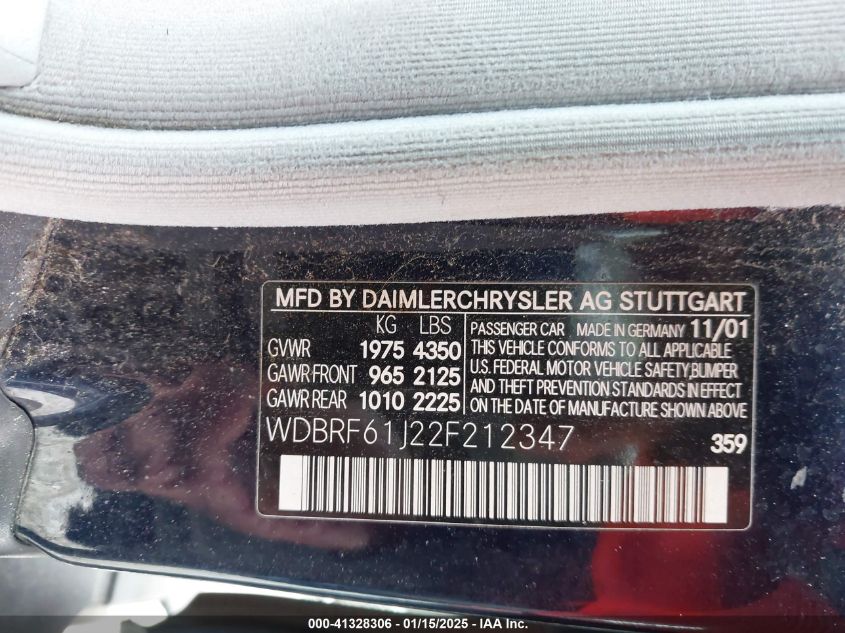 MFD BY DAIMLERCHRYSLER AG STUTTGART
KG LBS
GVWR 1975 4350
GAWR-FRONT 965 2125
GAWR REAR 1010 2225
PASSENGER CAR MADE IN GERMANY 11/01
THIS VEHICLE CONFORMS TO ALL APPLICABLE
U.S. FEDERAL MOTOR VEHICLE SAFETY,BUMPER
AND THEFT PREVENTION STANDARDS IN EFFECT
ON DATE OF MANUFACTURE SHOWN ABOVE.
WDBRF61J22F212347
359
000-41328306 - 01/15/2025 - © IAA Inc.